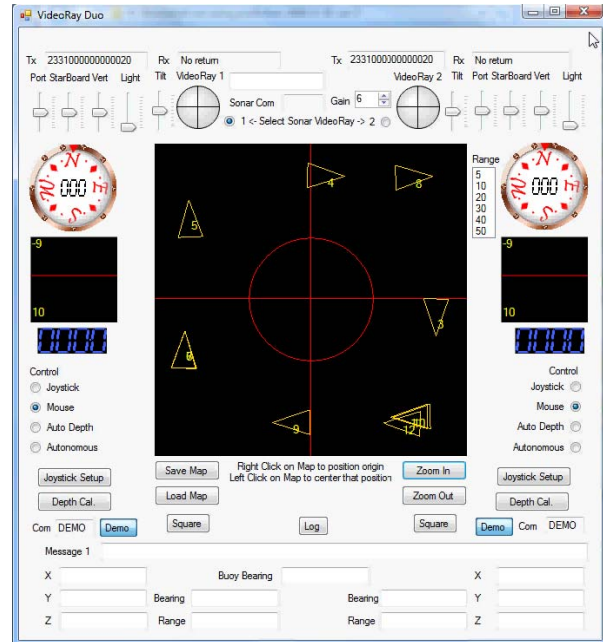 VideoRay Duo
Tx 2331000000000020 Rx No return Tx 2331000000000020 Rx No return
Port StarBoard Vert Light Tilt VideoRay 1 VideoRay 2 Tilt Port StarBoard Vert Light
Sonar Com Gain 6
1 <- Select Sonar VideoRay -> 2
N E S W 000
Range
5
10
20
30
40
50
N E S W 000
4 8
5
3
9
12
-9
10
-9
10
Control
Joystick
Mouse
Auto Depth
Autonomous
Control
Joystick
Mouse
Auto Depth
Autonomous
Joystick Setup
Depth Cal.
Save Map Right Click on Map to position origin Zoom In
Left Click on Map to center that position
Load Map Zoom Out
Joystick Setup
Depth Cal.
Com DEMO Demo Square Log Square Demo Com DEMO
Message 1
X Buoy Bearing X
Y Bearing Bearing Y
Z Range Range Z